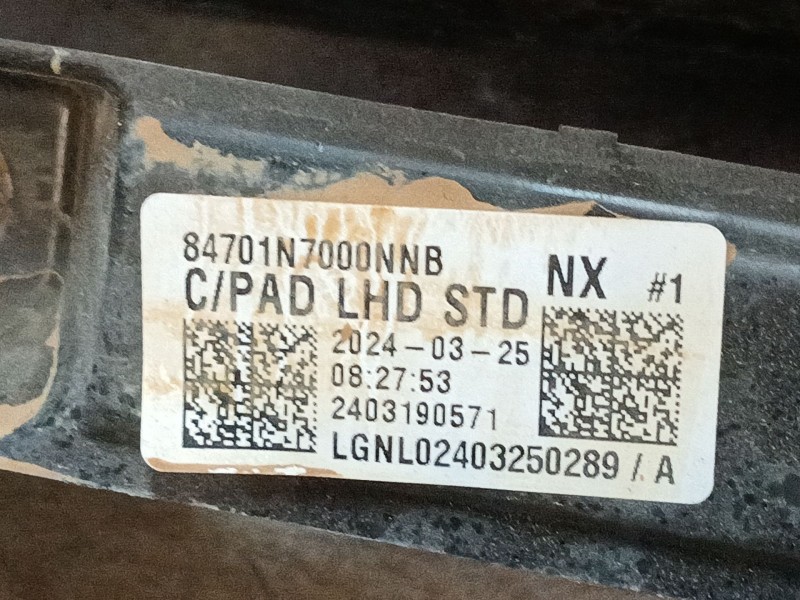 84701N7000NNB
C/PAD LHD STD
NX #1
2024-03-25
08:27:53
2403190571
LGNL02403250289 / A